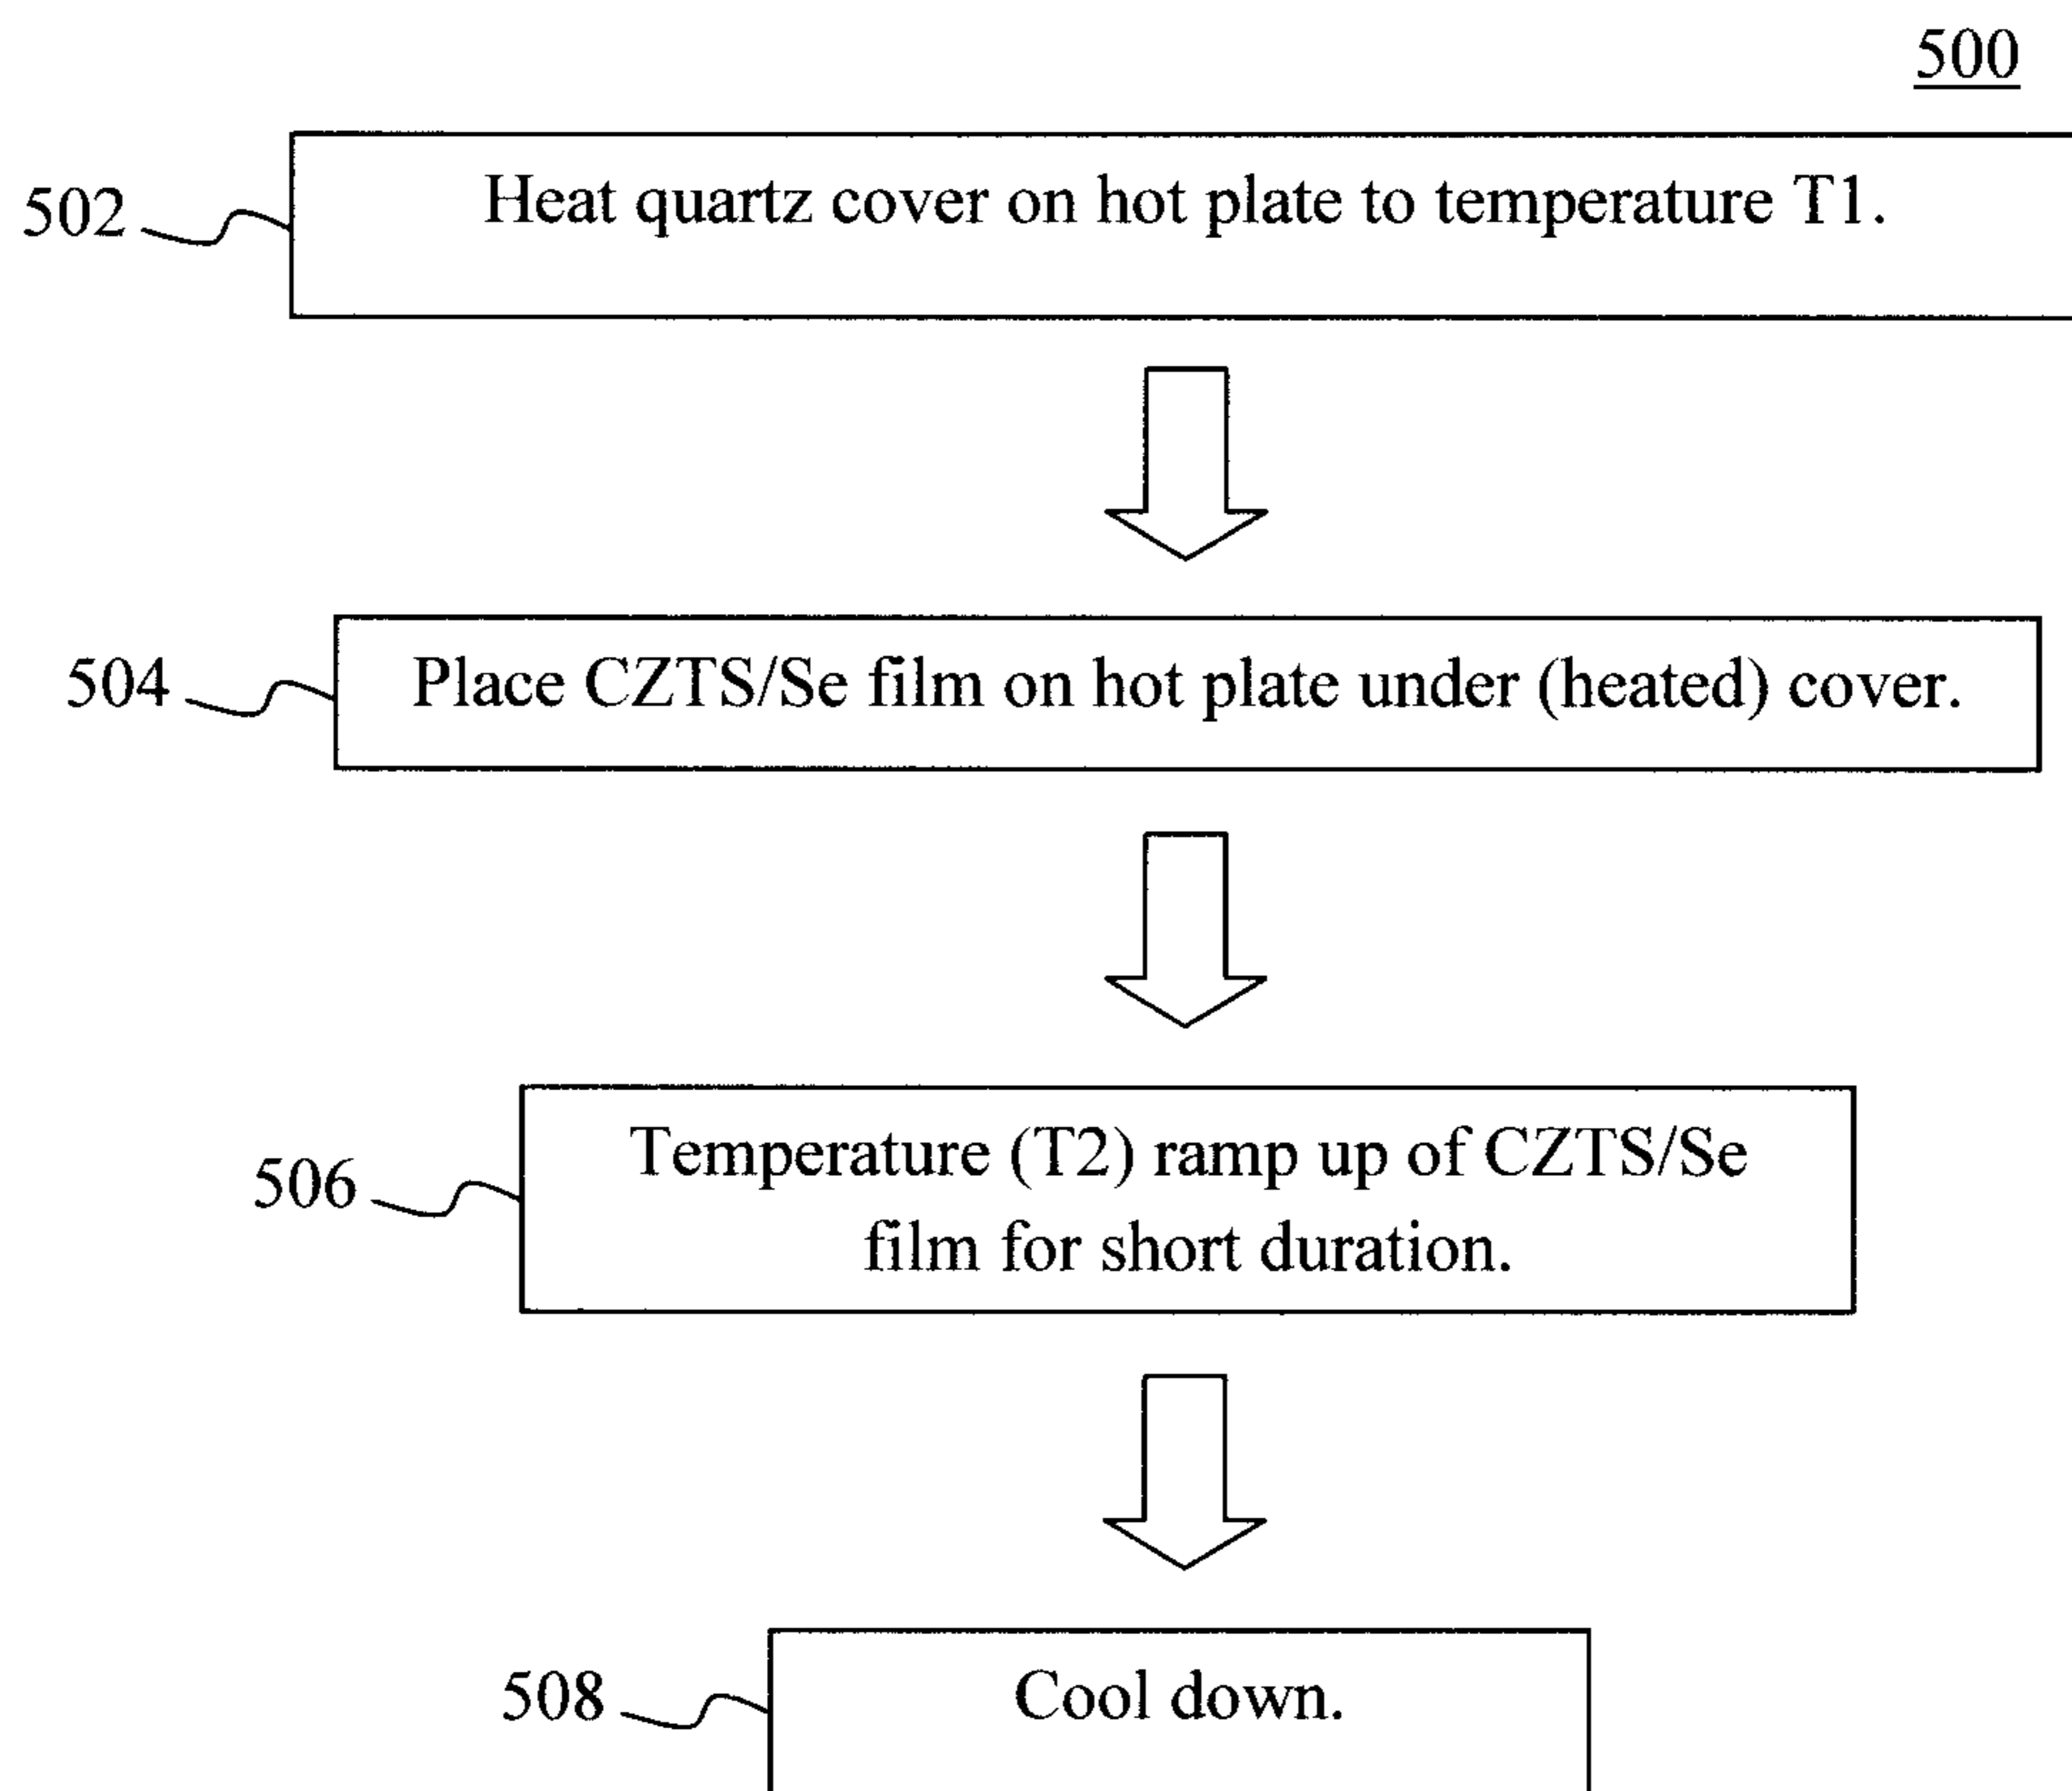 500
502
Heat quartz cover on hot plate to temperature T1.
504
Place CZTS/Se film on hot plate under (heated) cover.
506
Temperature (T2) ramp up of CZTS/Se
film for short duration.
508
Cool down.